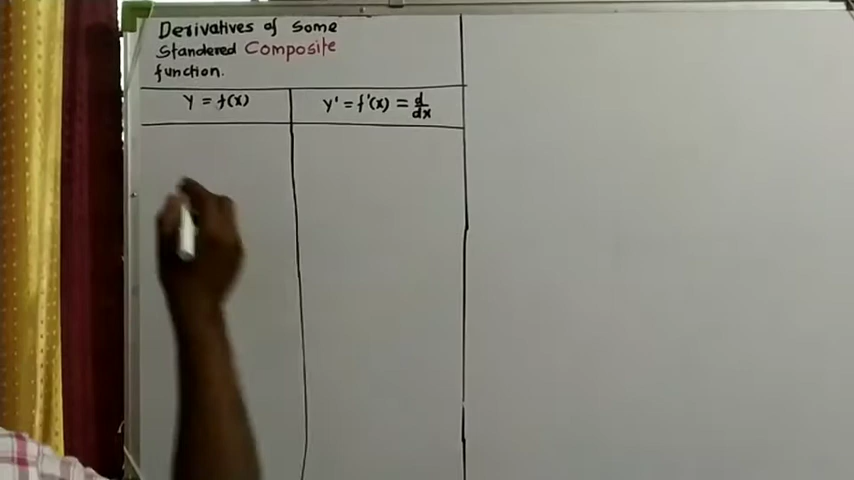 Derivatives of Some
Standered Composite
function.
y = f(x)
y' = f'(x) = d/dx